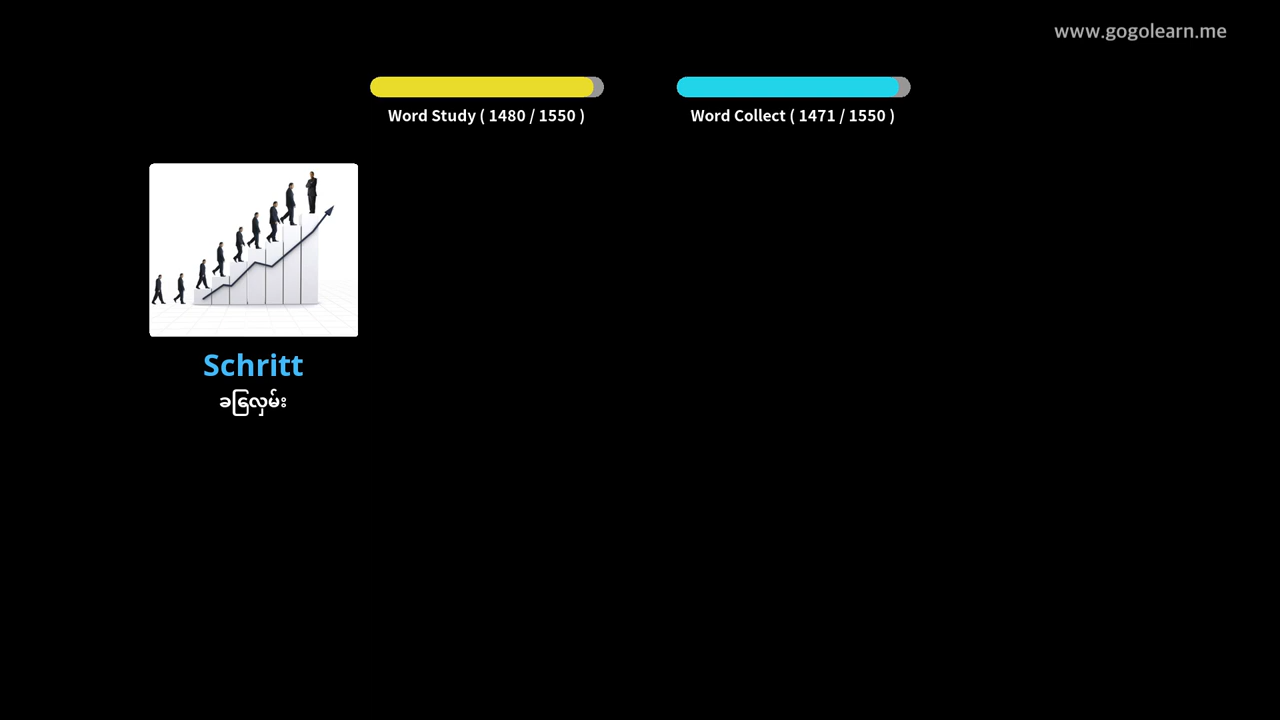 www.gogolearn.me
Word Study ( 1480 / 1550 )
Word Collect ( 1471 / 1550 )
Schritt
ခြေလှမ်း